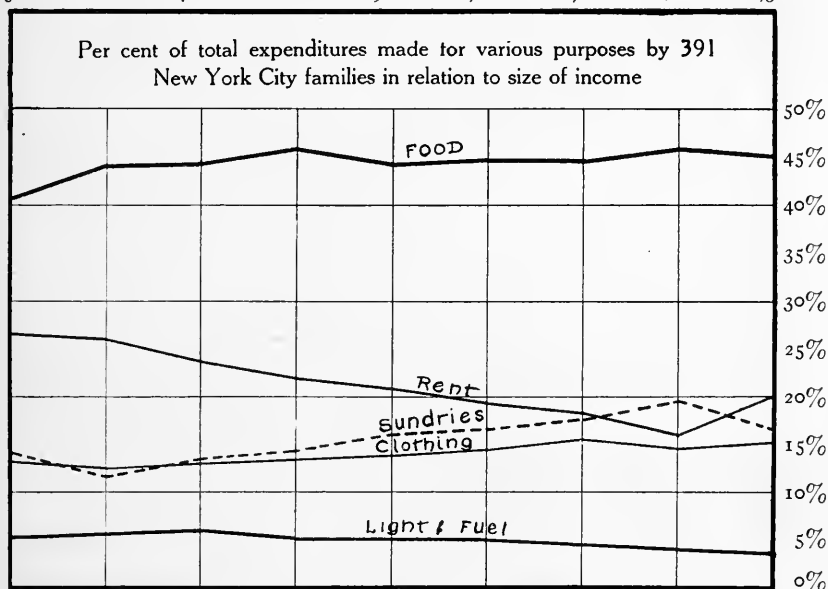 Per cent of total expenditures made for various purposes by 391
New York City families in relation to size of income
50%
FOOD
45%
40%
35%
30%
25%
Rent
20%
Sundries
Clothing
15%
10%
Light & Fuel
5%
0%